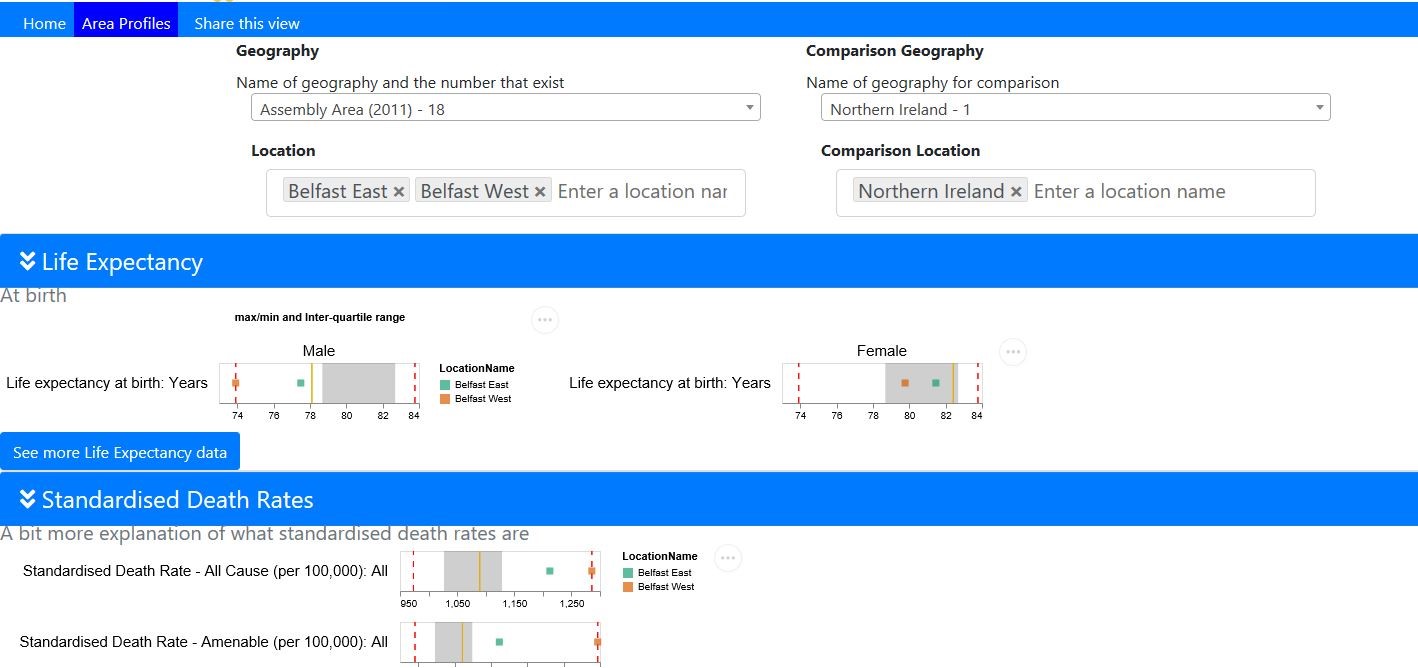 Home Area Profiles Share this view
Geography Comparison Geography
Name of geography and the number that exist Name of geography for comparison
Assembly Area (2011) - 18 Northern Ireland - 1
Location Comparison Location
Belfast East × Belfast West × Enter a location nar Northern Ireland × Enter a location name
Life Expectancy
At birth
max/min and Inter-quartile range
Male Female
LocationName
Life expectancy at birth: Years Belfast East Life expectancy at birth: Years
Belfast West
74 76 78 80 82 84 74 76 78 80 82 84
See more Life Expectancy data
Standardised Death Rates
A bit more explanation of what standardised death rates are
LocationName
Standardised Death Rate - All Cause (per 100,000): All Belfast East
Belfast West
950 1,050 1,150 1,250
Standardised Death Rate - Amenable (per 100,000): All